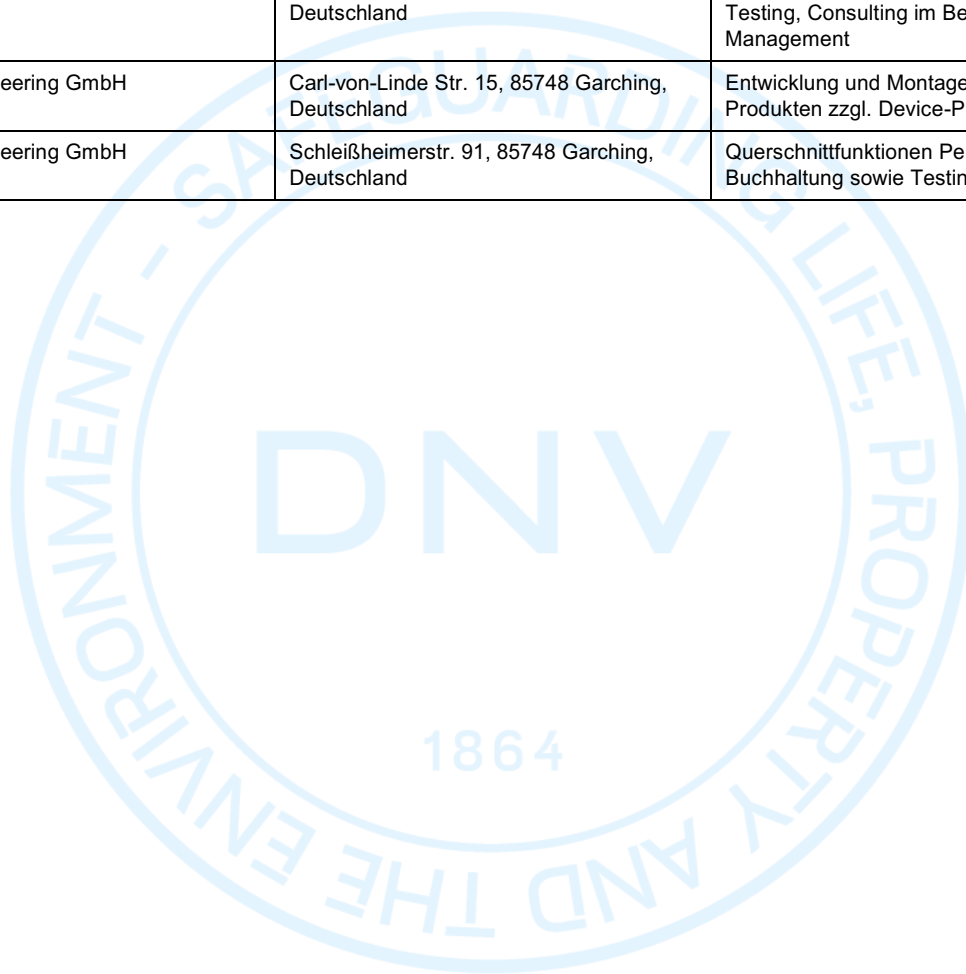 Deutschland
Testing, Consulting im Be
Management
eering GmbH
Carl-von-Linde Str. 15, 85748 Garching,
Deutschland
Entwicklung und Montage
Produkten zzgl. Device-P
eering GmbH
Schleißheimerstr. 91, 85748 Garching,
Deutschland
Querschnittfunktionen Pe
Buchhaltung sowie Testin
SAFEGUARDING LIFE, PROPERTY AND THE ENVIRONMENT -
DNV
1864